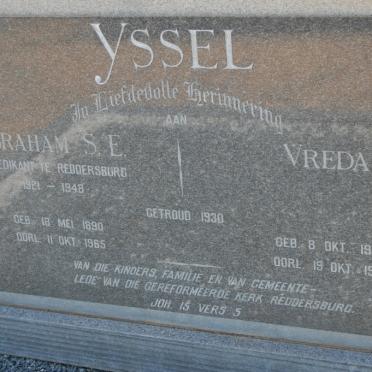 YSSEL
In Liefdevolle Herinnering
AAN
RAHAM S. E.
EDIKANT TE REDDERSBURG
1921 - 1948
GEB. 18 MEI 1890
OORL. 11 OKT. 1965
GETROUD 1930
VREDA
GEB. 8 OKT. 19
OORL. 19 OKT. 19
VAN DIE KINDERS, FAMILIE EN VAN GEMEENTE-
LEDE VAN DIE GEREFORMEERDE KERK REDDERSBURG.
JOH. 15 VERS 5